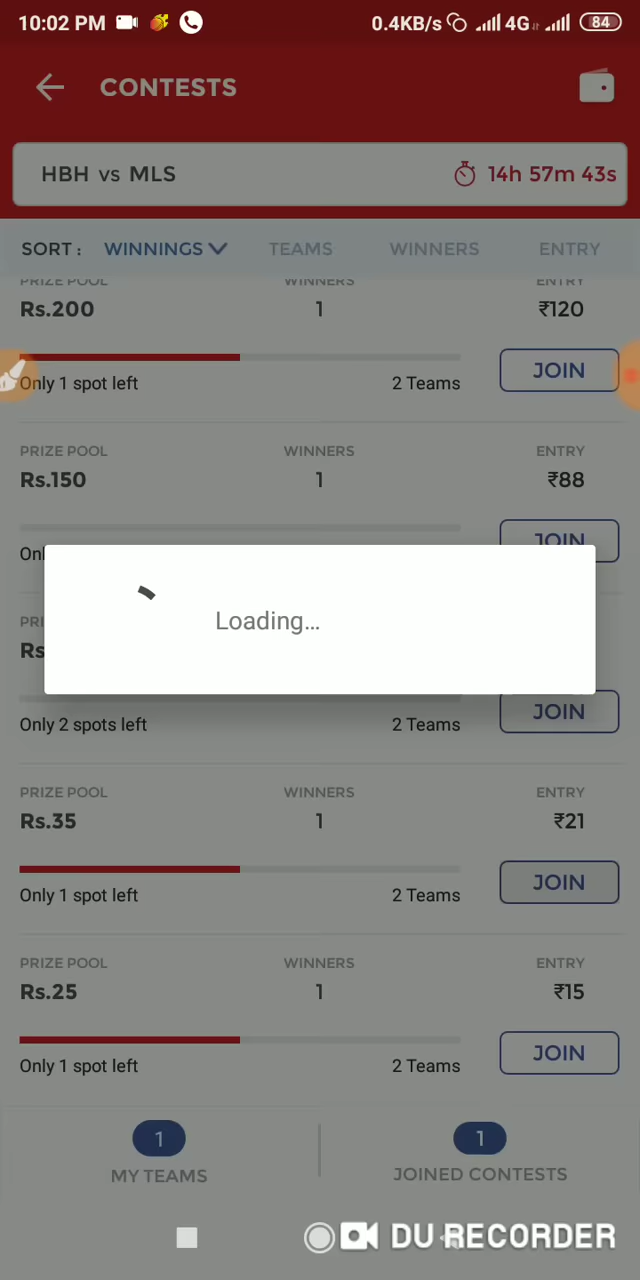 10:02 PM 0.4KB/s 4G 84
CONTESTS
HBH vs MLS 14h 57m 43s
SORT : WINNINGS TEAMS WINNERS ENTRY
PRIZE POOL WINNERS ENTRY
Rs.200 1 ₹120
JOIN
Only 1 spot left 2 Teams
PRIZE POOL WINNERS ENTRY
Rs.150 1 ₹88
JOIN
Onl
PRI
Loading...
Rs
JOIN
Only 2 spots left 2 Teams
PRIZE POOL WINNERS ENTRY
Rs.35 1 ₹21
JOIN
Only 1 spot left 2 Teams
PRIZE POOL WINNERS ENTRY
Rs.25 1 ₹15
JOIN
Only 1 spot left 2 Teams
1 1
MY TEAMS JOINED CONTESTS
DU RECORDER